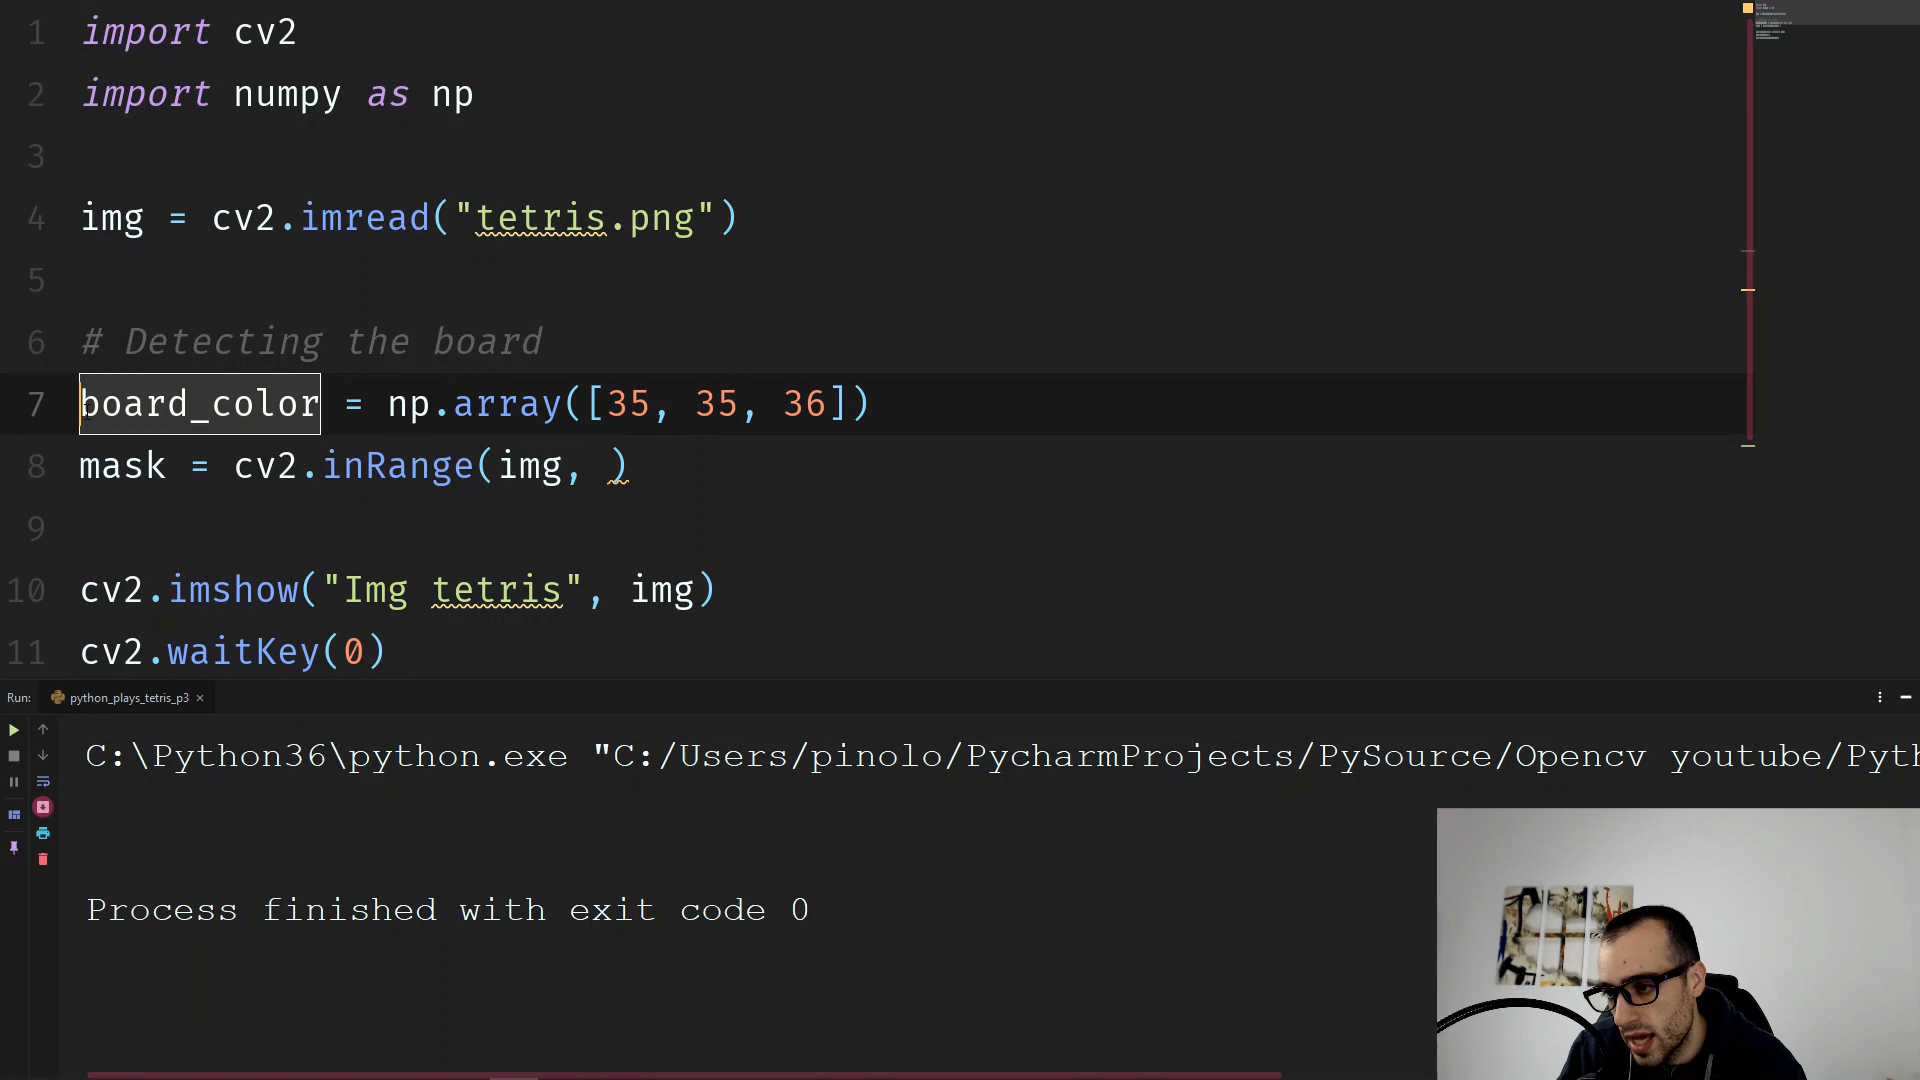 1 import cv2
2 import numpy as np
3
4 img = cv2.imread("tetris.png")
5
6 # Detecting the board
7 board_color = np.array([35, 35, 36])
8 mask = cv2.inRange(img, )
9
10 cv2.imshow("Img tetris", img)
11 cv2.waitKey(0)
Run: python_plays_tetris_p3 ×
C:\Python36\python.exe "C:/Users/pinolo/PycharmProjects/PySource/Opencv youtube/Pyth
Process finished with exit code 0